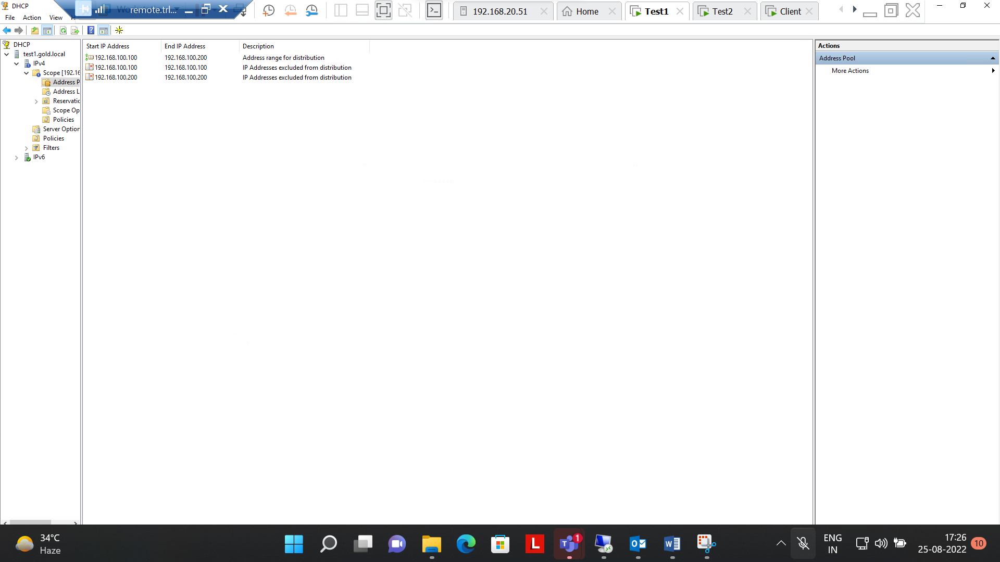 DHCP
remote.trl...
192.168.20.51
Home
Test1
Test2
Client
File Action View
DHCP
test1.gold.local
IPv4
Scope [192.16
Address P
Address L
Reservatic
Scope Op
Policies
Server Option
Policies
Filters
IPv6
Start IP Address End IP Address Description
192.168.100.100 192.168.100.200 Address range for distribution
192.168.100.100 192.168.100.100 IP Addresses excluded from distribution
192.168.100.200 192.168.100.200 IP Addresses excluded from distribution
Actions
Address Pool
More Actions
34°C
Haze
L
1
ENG
IN
17:26
25-08-2022
10